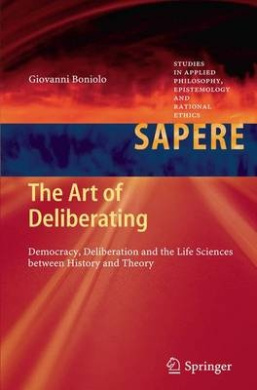 Giovanni Boniolo
STUDIES
IN APPLIED
PHILOSOPHY,
EPISTEMOLOGY
AND
RATIONAL
ETHICS
SAPERE
The Art of
Deliberating
Democracy, Deliberation and the Life Sciences
between History and Theory
Springer